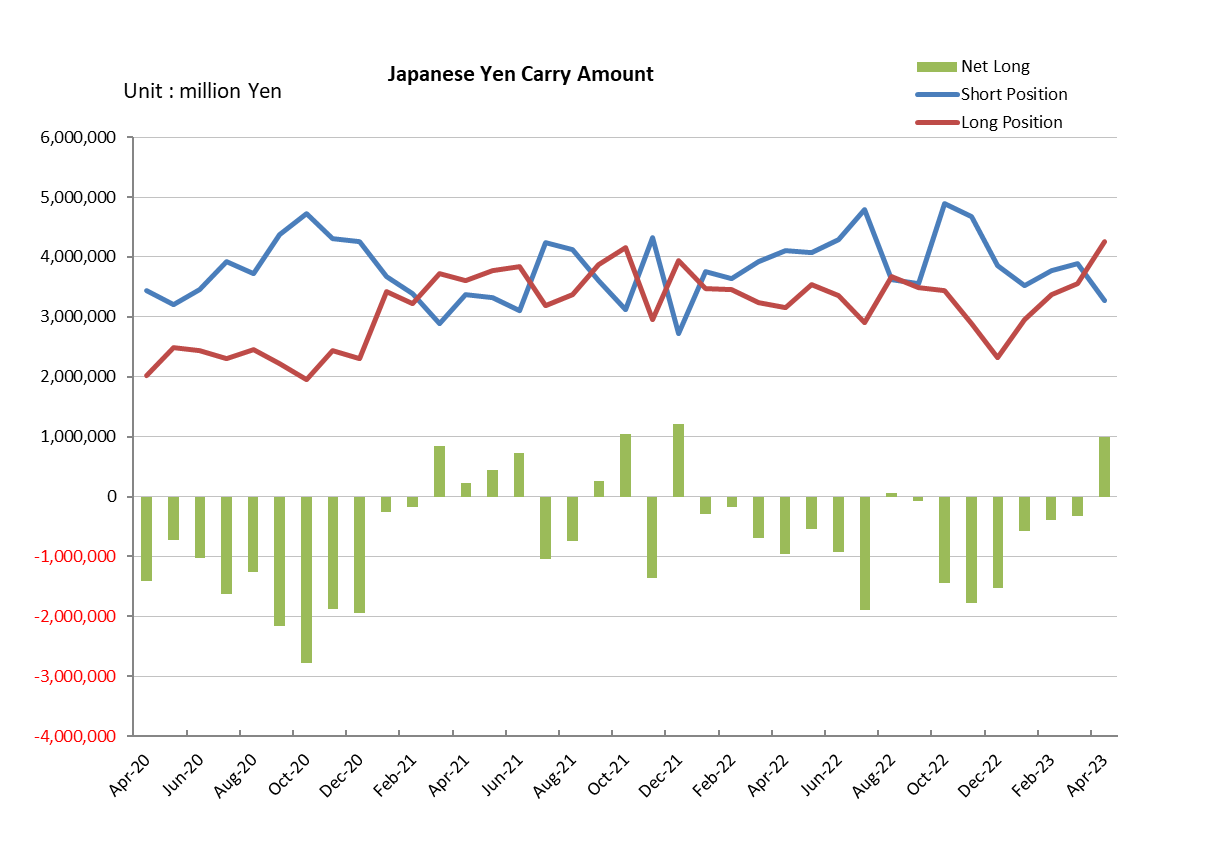 Japanese Yen Carry Amount
Unit : million Yen
Net Long
Short Position
Long Position
6,000,000
5,000,000
4,000,000
3,000,000
2,000,000
1,000,000
0
-1,000,000
-2,000,000
-3,000,000
-4,000,000
Apr-20
Jun-20
Aug-20
Oct-20
Dec-20
Feb-21
Apr-21
Jun-21
Aug-21
Oct-21
Dec-21
Feb-22
Apr-22
Jun-22
Aug-22
Oct-22
Dec-22
Feb-23
Apr-23